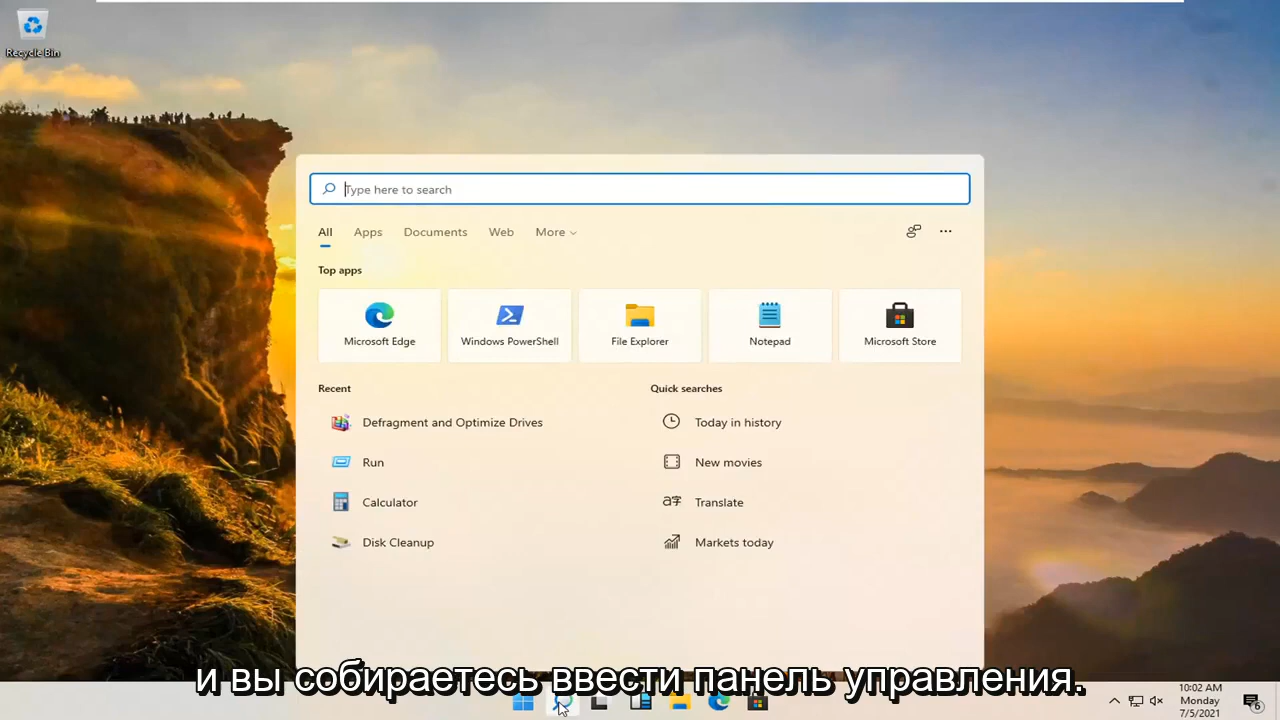 Recycle Bin
Type here to search
All Apps Documents Web More
Top apps
Microsoft Edge Windows PowerShell File Explorer Notepad Microsoft Store
Recent Quick searches
Defragment and Optimize Drives Today in history
Run New movies
Calculator Translate
Disk Cleanup Markets today
и вы собираетесь ввести панель управления.
10:02 AM
Monday
7/5/2021
6